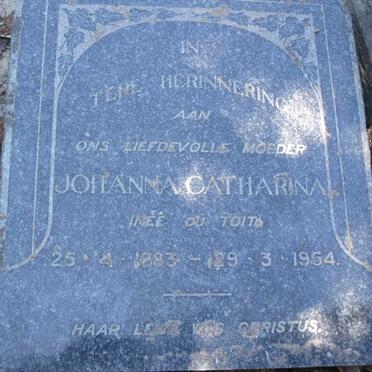 IN
TERE HERINNERING
AAN
ONS LIEFDEVOLLE MOEDER
JOHANNA CATHARINA
(NEÉ DU TOIT)
25 · 4 · 1883 - 29 · 3 · 1954.
HAAR LEWE WAS CHRISTUS.